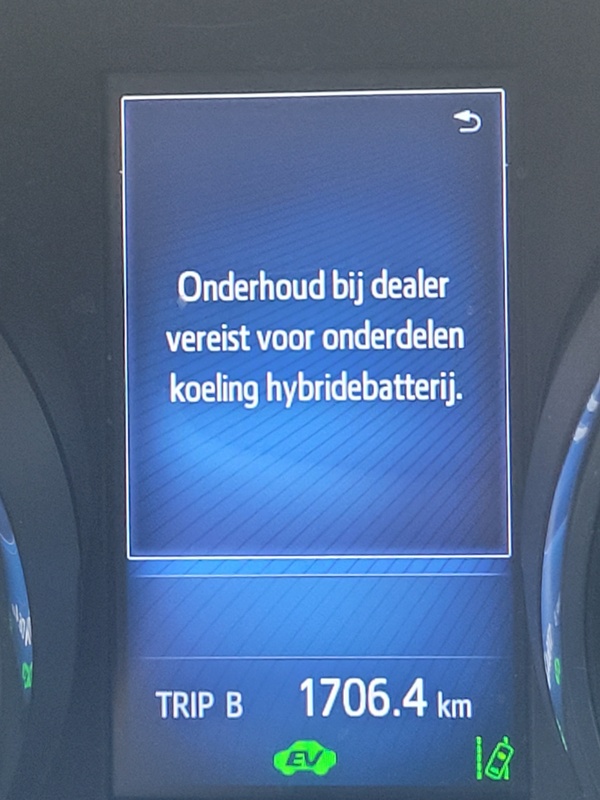 Onderhoud bij dealer
vereist voor onderdelen
koeling hybridebatterij.
TRIP B 1706.4 km
EV